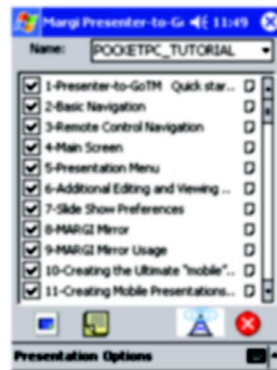 Margi Presenter-to-G 11:49
Name: POCKETPC_TUTORIAL
1-Presenter-to-GoTM Quick star..
2-Basic Navigation
3-Remote Control Navigation
4-Main Screen
5-Presentation Menu
6-Additional Editing and Viewing ..
7-Slide Show Preferences
8-MARGI Mirror
9-MARGI Mirror Usage
10-Creating the Ultimate "mobile"..
11-Creating Mobile Presentations..
Presentation Options